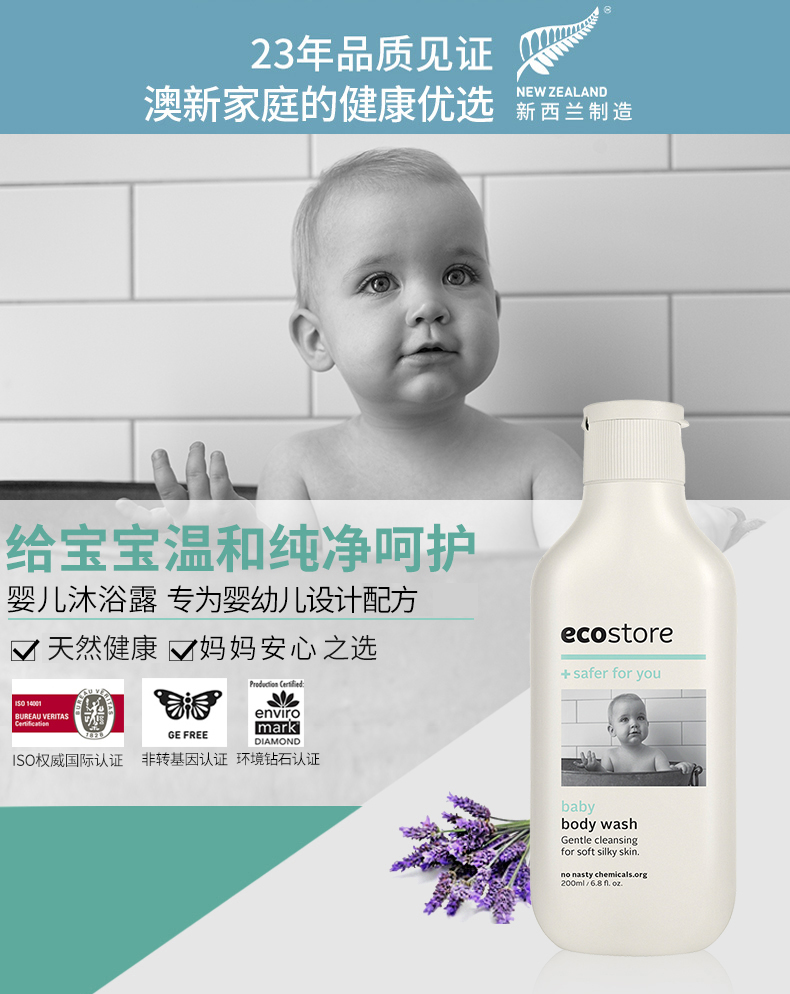 23年品质见证
澳新家庭的健康优选
NEW ZEALAND
新西兰制造
给宝宝温和纯净呵护
婴儿沐浴露 专为婴幼儿设计配方
天然健康 妈妈安心之选
ISO 14001
BUREAU VERITAS
Certification
BUREAU VERITAS
1828
GE FREE
Production Certified:
enviro
mark
DIAMOND
ISO权威国际认证 非转基因认证 环境钻石认证
ecostore
+ safer for you
baby
body wash
Gentle cleansing
for soft silky skin.
no nasty chemicals.org
200ml / 6.8 fl. oz.